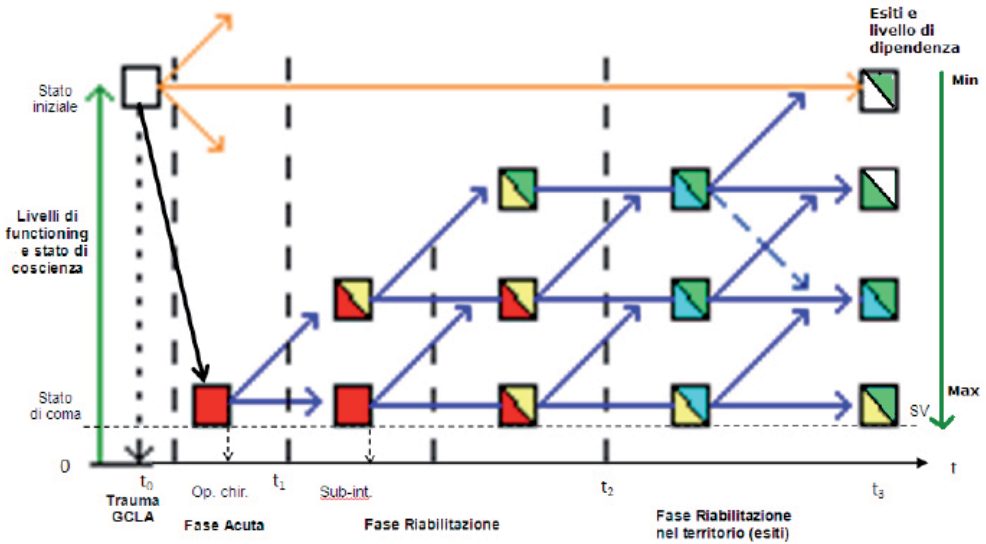 Esiti e
livello di
dipendenza
Stato
iniziale
Min
Livelli di
functioning
e stato di
coscienza
Stato
di coma
SV
Max
0
t0
t1
t2
t3
t
Trauma
GCLA
Op. chir.
Sub-int.
Fase Acuta
Fase Riabilitazione
Fase Riabilitazione
nel territorio (esiti)